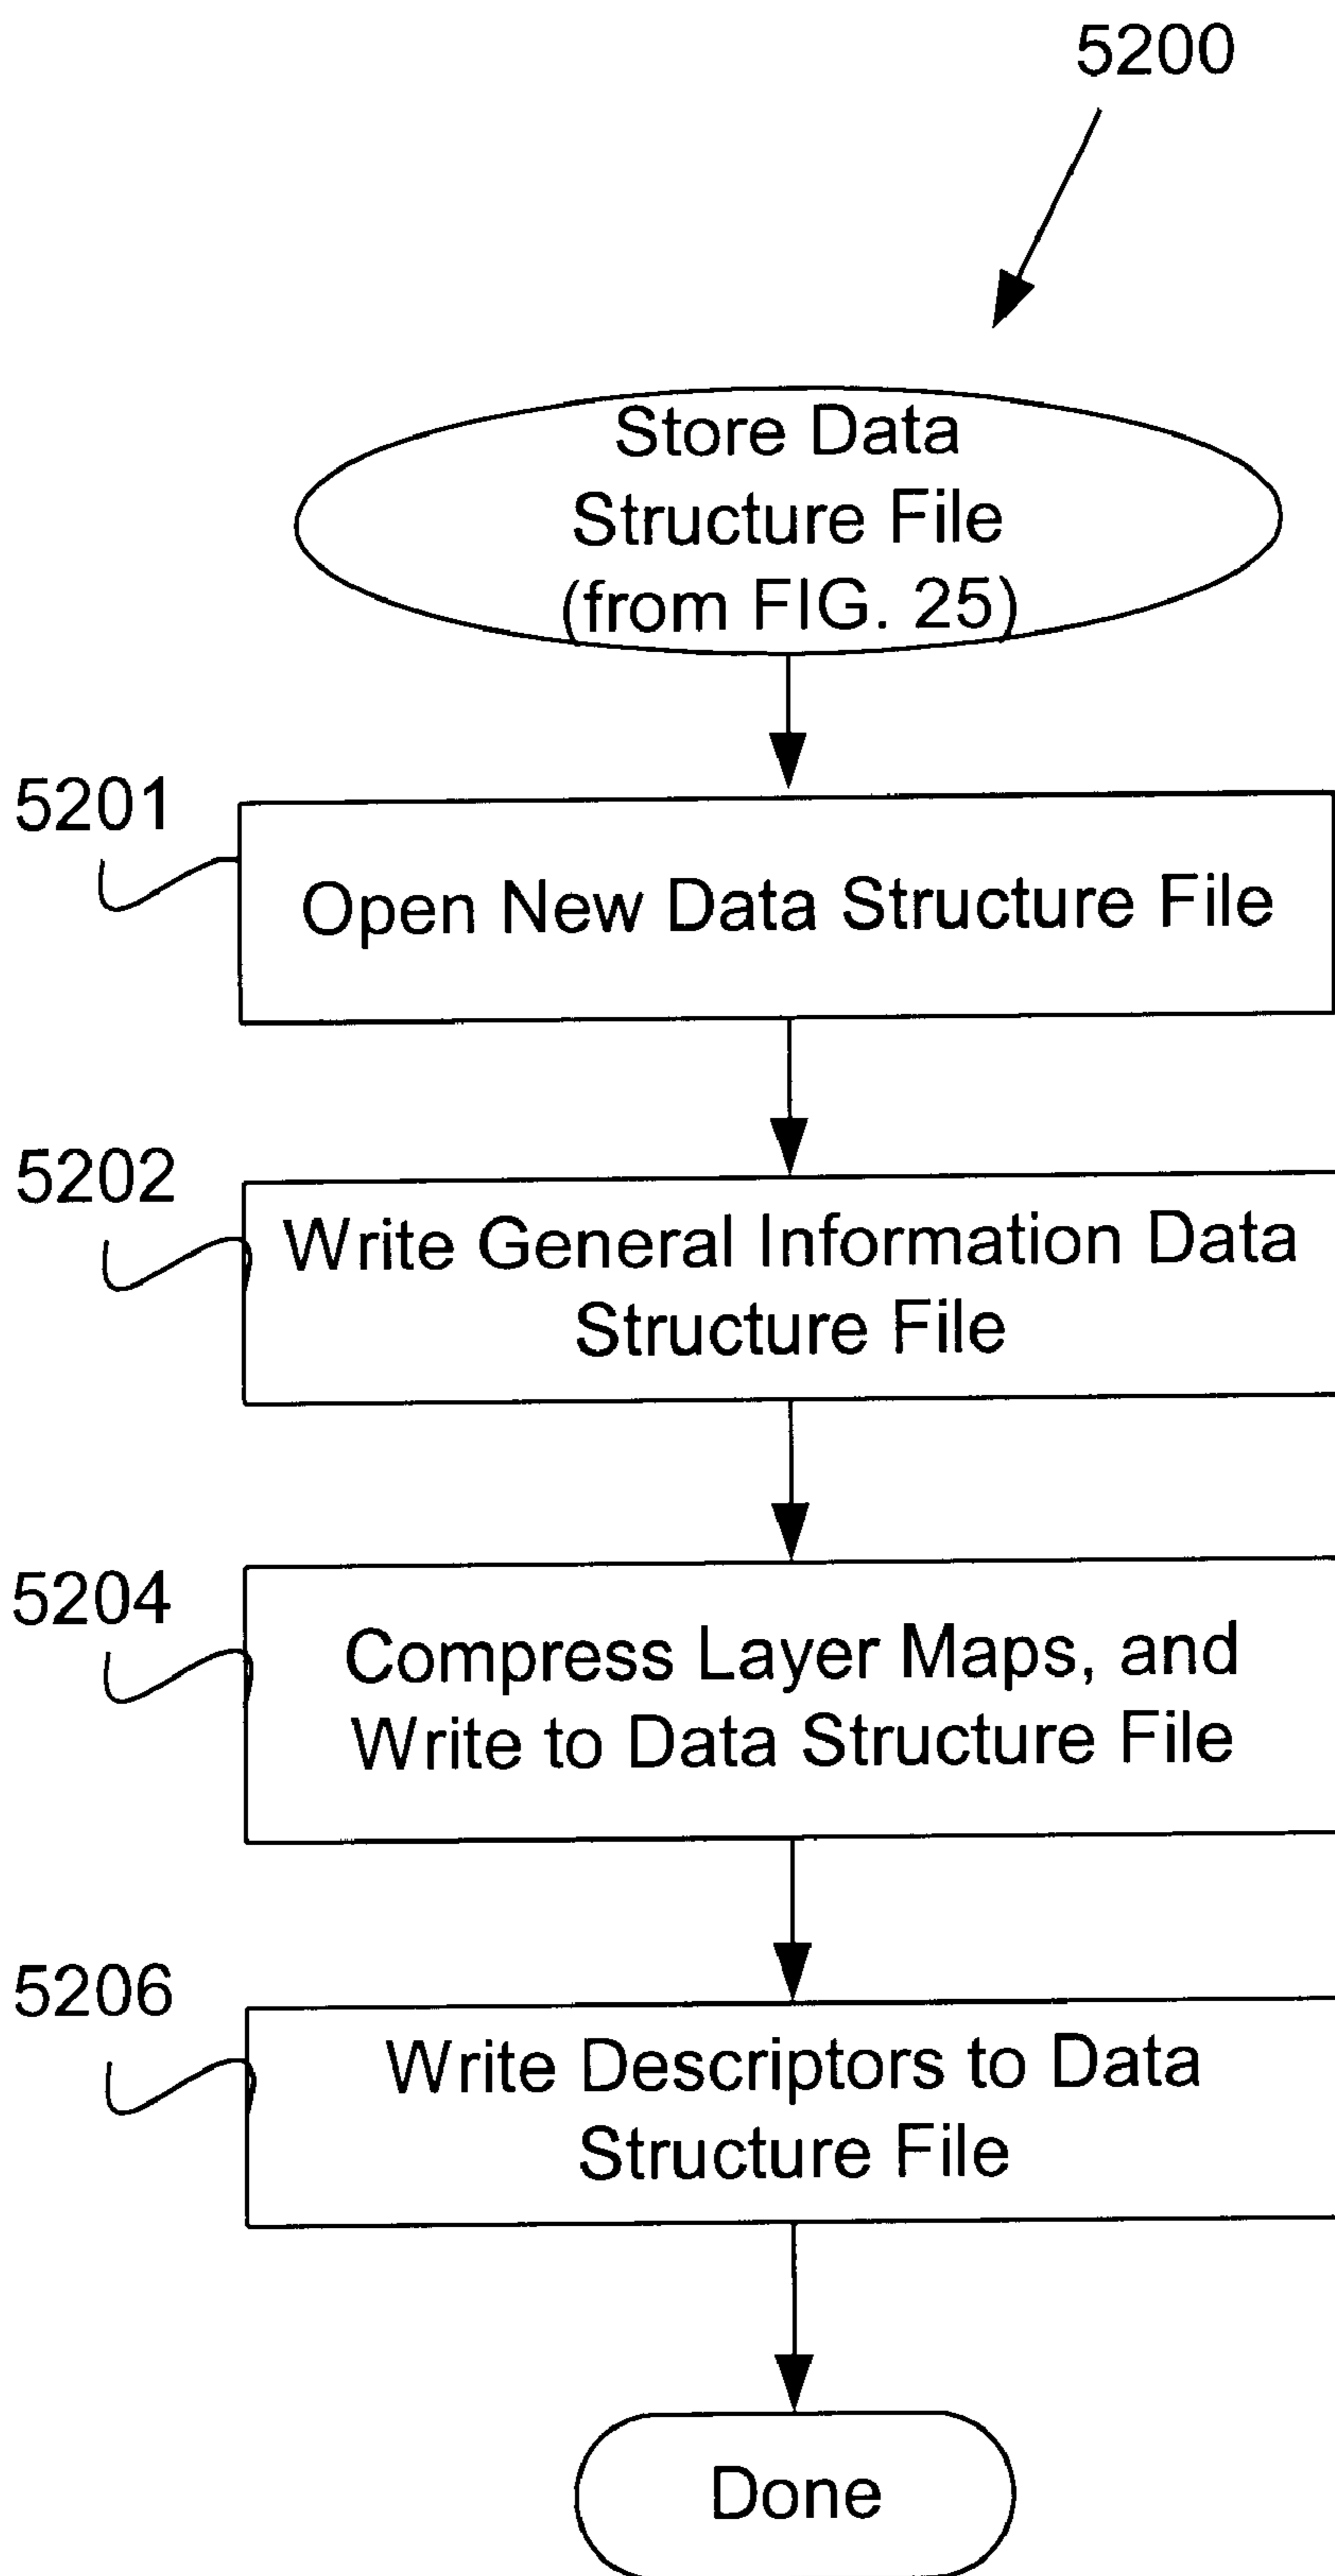 5200
Store Data
Structure File
(from FIG. 25)
5201
Open New Data Structure File
5202
Write General Information Data
Structure File
5204
Compress Layer Maps, and
Write to Data Structure File
5206
Write Descriptors to Data
Structure File
Done